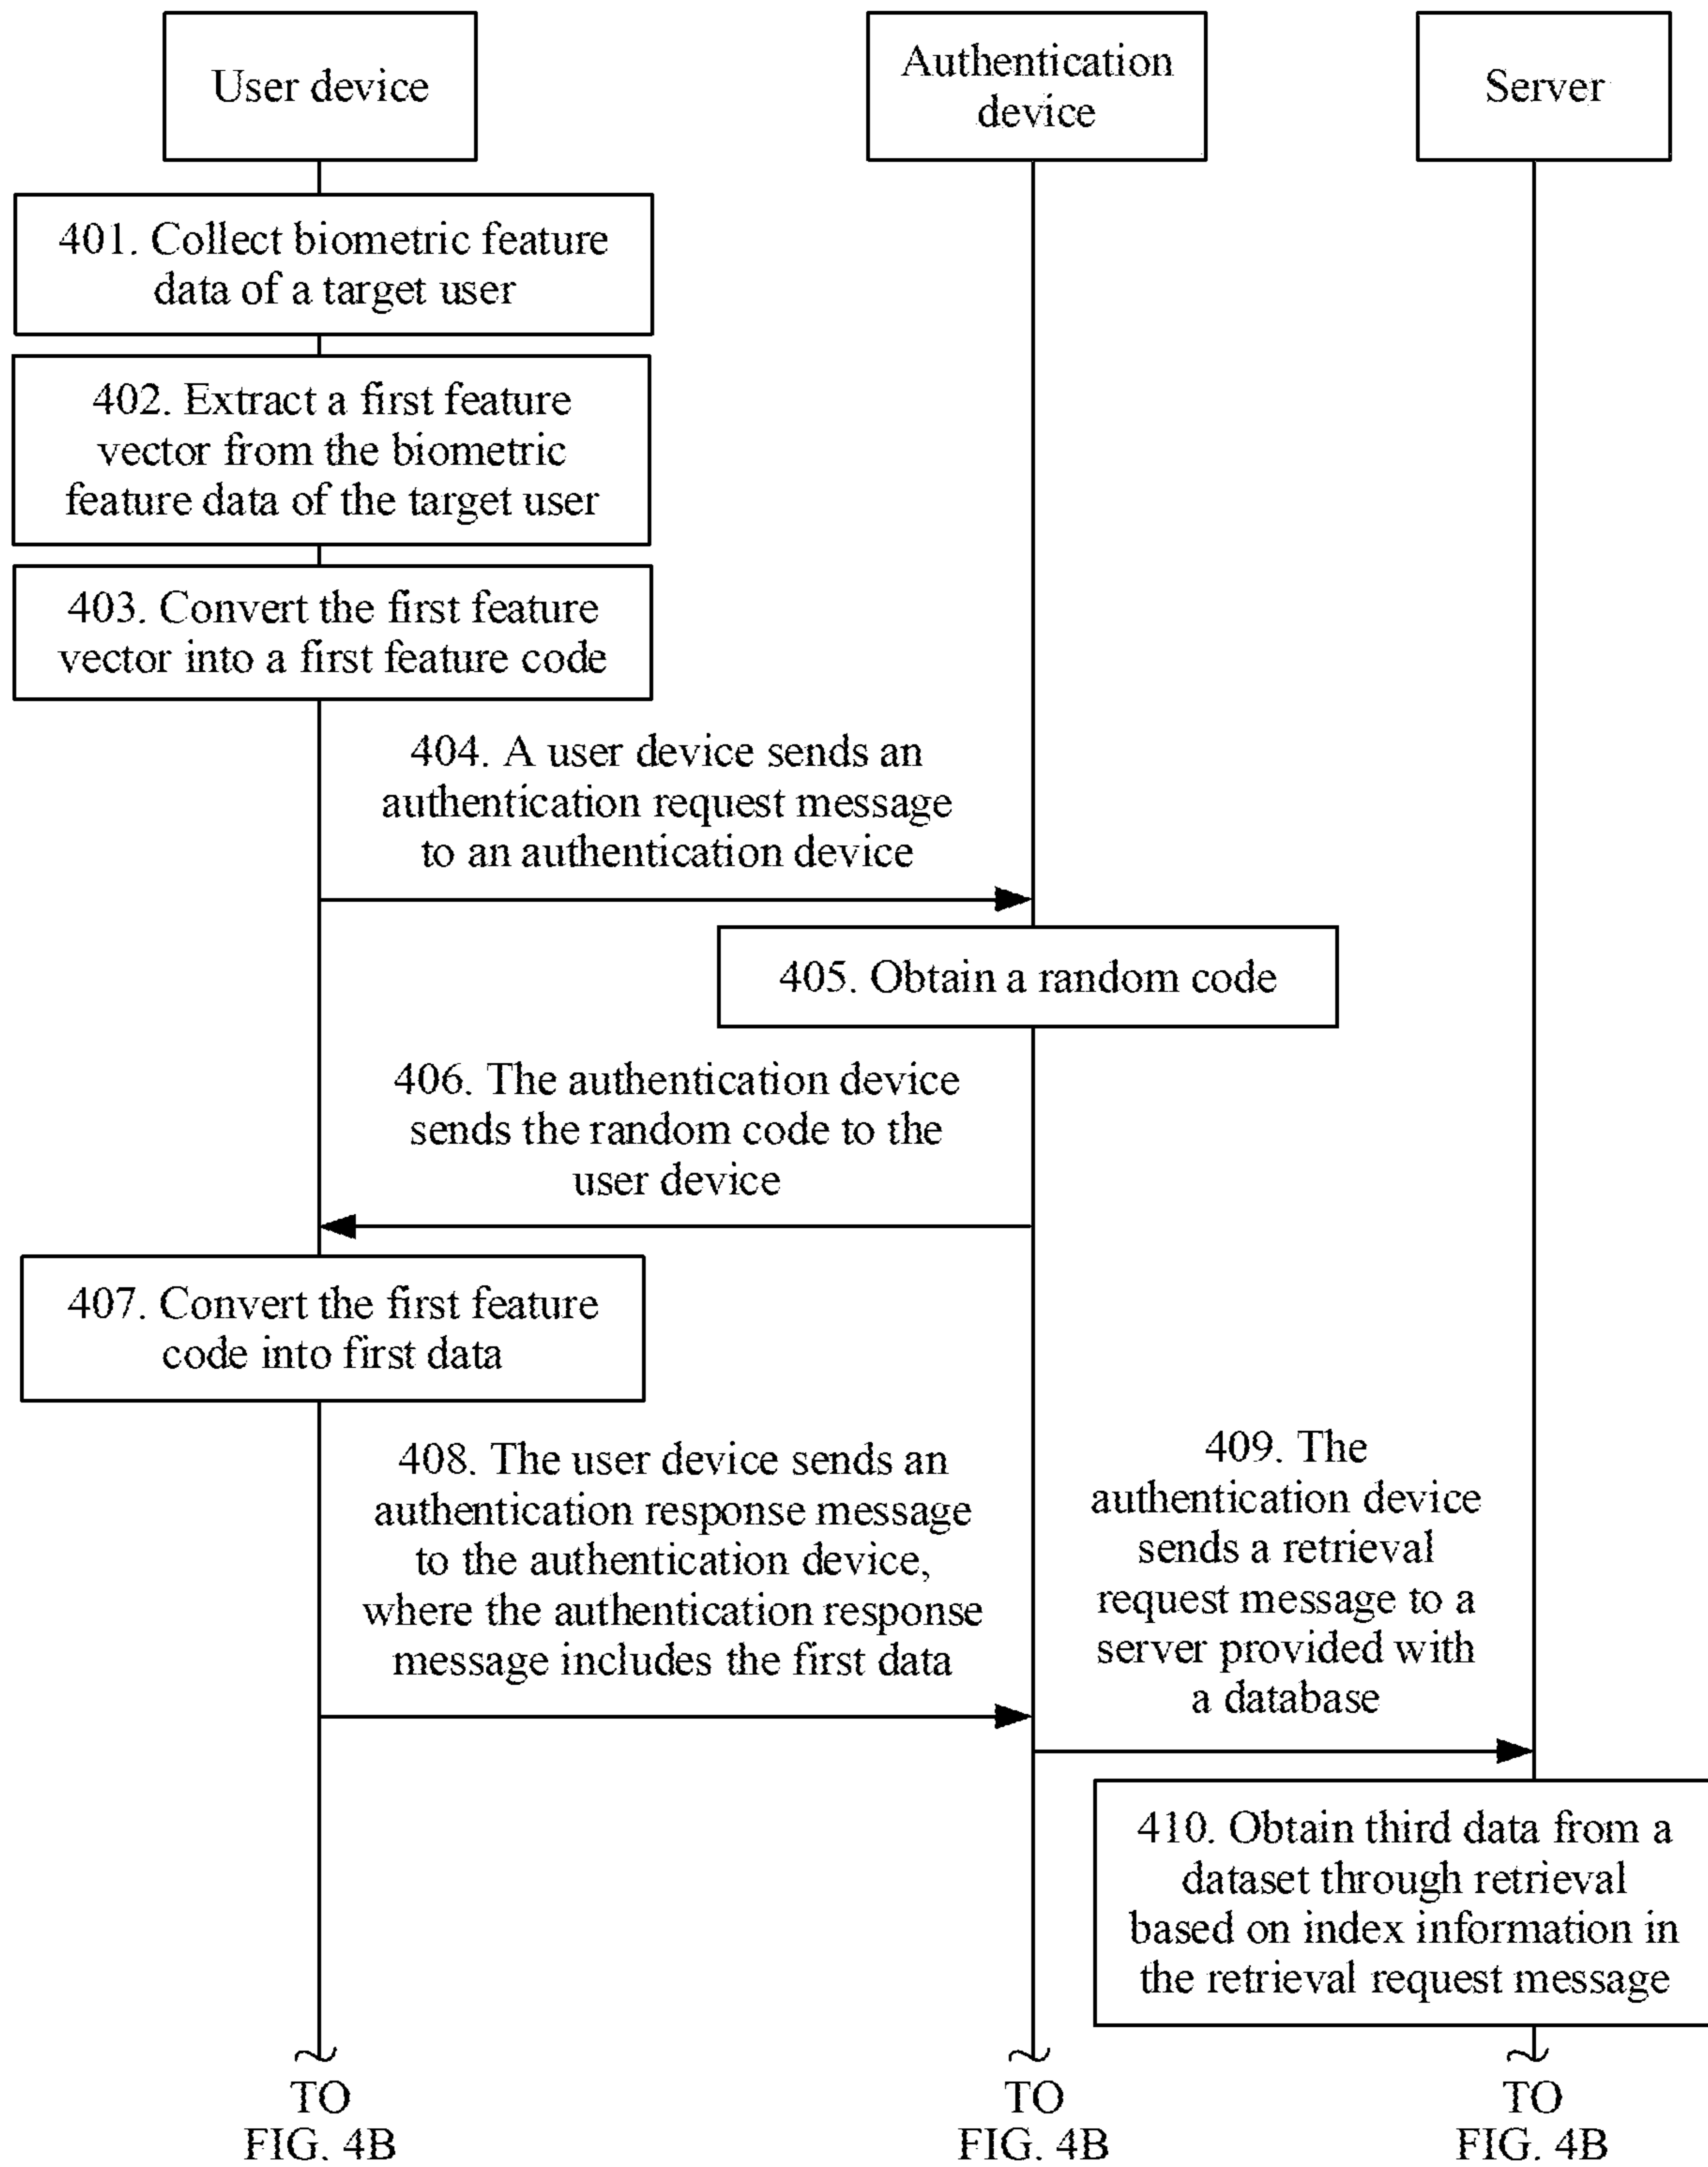 User device
Authentication
device
Server
401. Collect biometric feature
data of a target user
402. Extract a first feature
vector from the biometric
feature data of the target user
403. Convert the first feature
vector into a first feature code
404. A user device sends an
authentication request message
to an authentication device
405. Obtain a random code
406. The authentication device
sends the random code to the
user device
407. Convert the first feature
code into first data
408. The user device sends an
authentication response message
to the authentication device,
where the authentication response
message includes the first data
409. The
authentication device
sends a retrieval
request message to a
server provided with
a database
410. Obtain third data from a
dataset through retrieval
based on index information in
the retrieval request message
TO
FIG. 4B
TO
FIG. 4B
TO
FIG. 4B